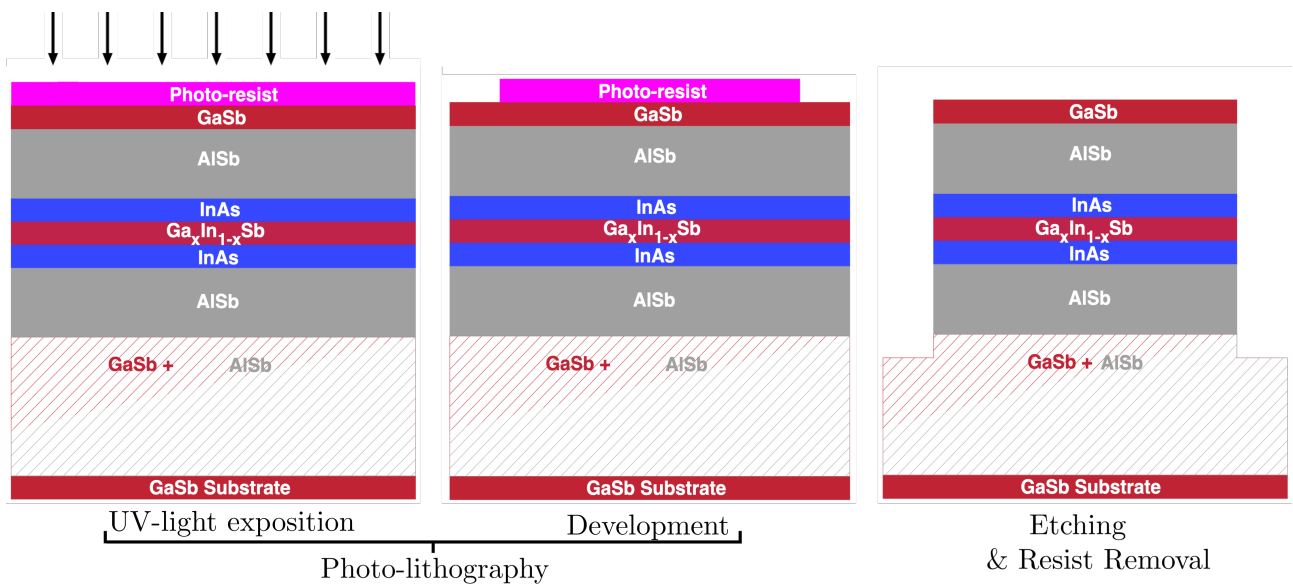 Photo-resist
GaSb
AlSb
InAs
GaₓIn₁₋ₓSb
InAs
AlSb
GaSb + AlSb
GaSb Substrate
UV-light exposition
Photo-resist
GaSb
AlSb
InAs
GaₓIn₁₋ₓSb
InAs
AlSb
GaSb + AlSb
GaSb Substrate
Development
Photo-lithography
GaSb
AlSb
InAs
GaₓIn₁₋ₓSb
InAs
AlSb
GaSb + AlSb
GaSb Substrate
Etching
& Resist Removal